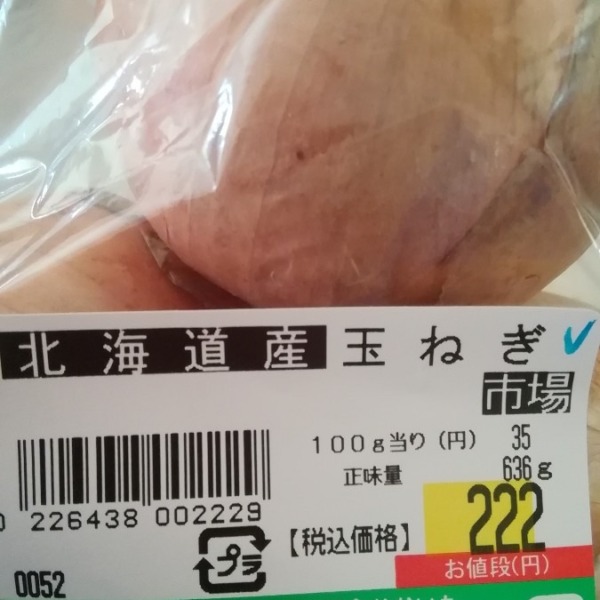 北海道産玉ねぎ
市場
100g当り(円) 35
正味量 636g
226438 002229
【税込価格】 222
プラ
お値段(円)
0052